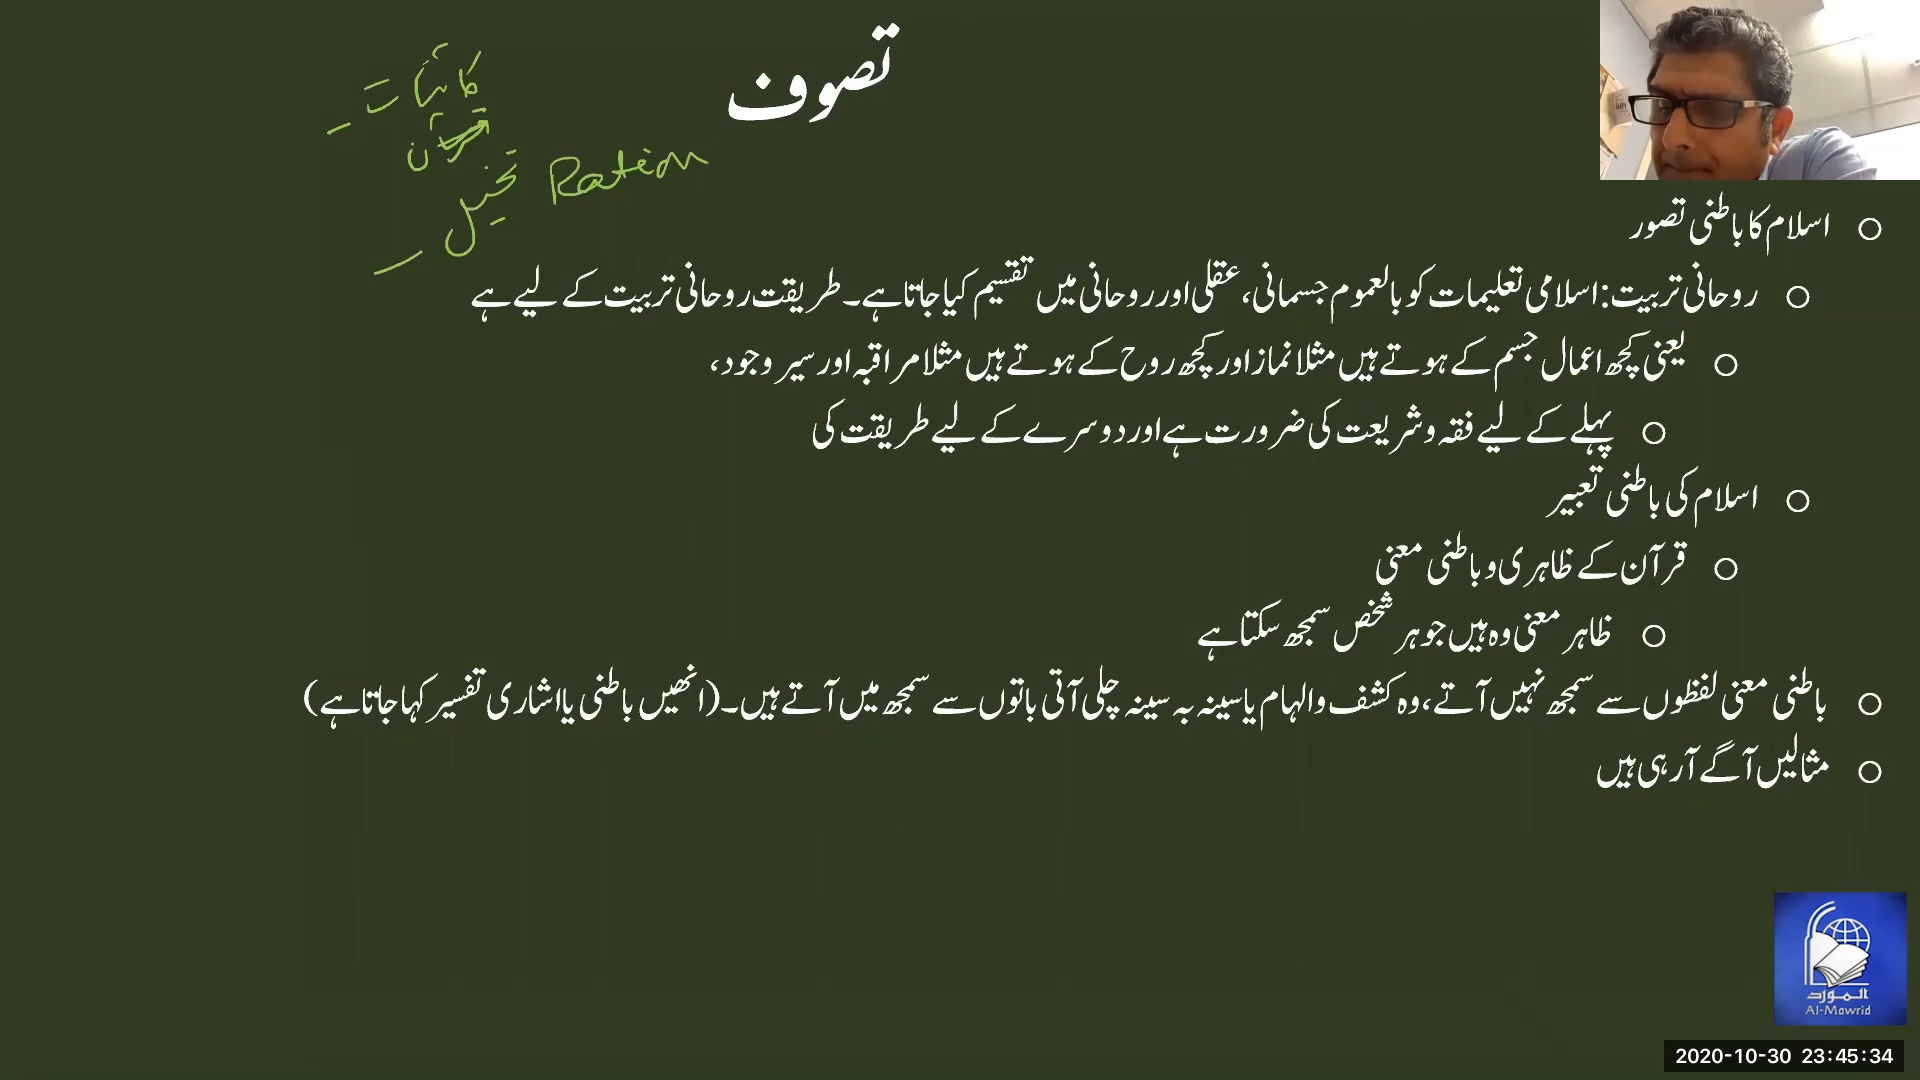 تصوف
کائنات
قرآن
تخیل Ration
اسلام کا باطنی تصور
روحانی تربیت: اسلامی تعلیمات کو بالعموم جسمانی، عقلی اور روحانی میں تقسیم کیا جاتا ہے۔ طریقت روحانی تربیت کے لیے ہے
یعنی کچھ اعمال جسم کے ہوتے ہیں مثلا نماز اور کچھ روح کے ہوتے ہیں مثلا مراقبہ اور سیر وجود،
پہلے کے لیے فقہ و شریعت کی ضرورت ہے اور دوسرے کے لیے طریقت کی
اسلام کی باطنی تعبیر
قرآن کے ظاہری و باطنی معنی
ظاہر معنی وہ ہیں جو ہر شخص سمجھ سکتا ہے
باطنی معنی لفظوں سے سمجھ نہیں آتے، وہ کشف و الہام یا سینہ بہ سینہ چلی آتی باتوں سے سمجھ میں آتے ہیں۔ (انھیں باطنی یا اشاری تفسیر کہا جاتا ہے)
مثالیں آگے آ رہی ہیں
المورد
Al-Mawrid
2020-10-30 23:45:34